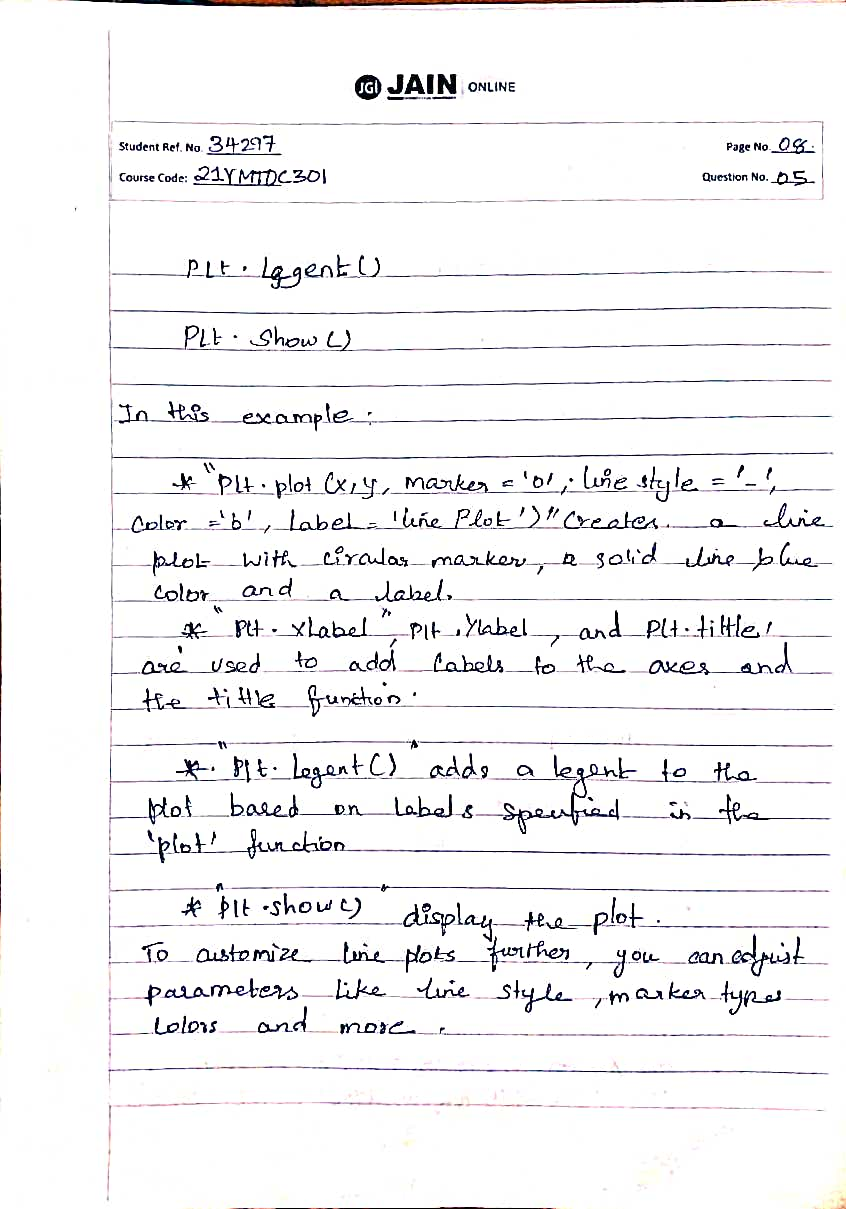 JGI JAIN ONLINE
Student Ref. No. 34297 Page No. 08.
Course Code: 21YMTDC301 Question No. 05
PLt . Legent()
PLt . Show()
In this example :
* "Plt . plot (x,y, marker = 'o', line style = '-',
Color = 'b', Label = 'line Plot')" Creates a line
plot with circular marker, a solid line blue
color and a label.
* "Plt . xLabel", Plt . Ylabel, and Plt . tittle,
are used to add labels to the axes and
the tittle function.
* . "Plt . Legent()" adds a legent to the
plot based on labels specified in the
'plot' function
* "Plt .show()" display the plot .
To customize line plots further, you can adjust
parameters like line style , marker types
Colors and more .